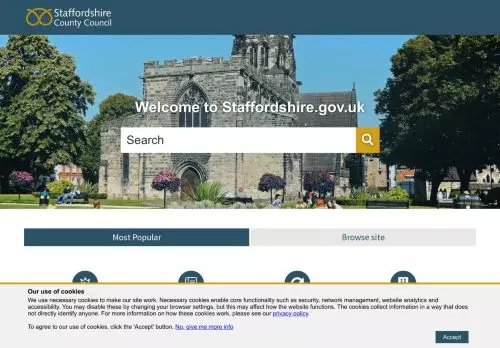 Staffordshire
County Council
Welcome to Staffordshire.gov.uk
Search
Most Popular
Browse site
Our use of cookies
We use necessary cookies to make our site work. Necessary cookies enable core functionality such as security, network management, website analytics and
accessibility. You may disable these by changing your browser settings, but this may affect how the website functions. The cookies collect information in a way that does
not directly identify anyone. For more information on how these cookies work, please see our privacy policy.
To agree to our use of cookies, click the 'Accept' button. No, give me more info
Accept